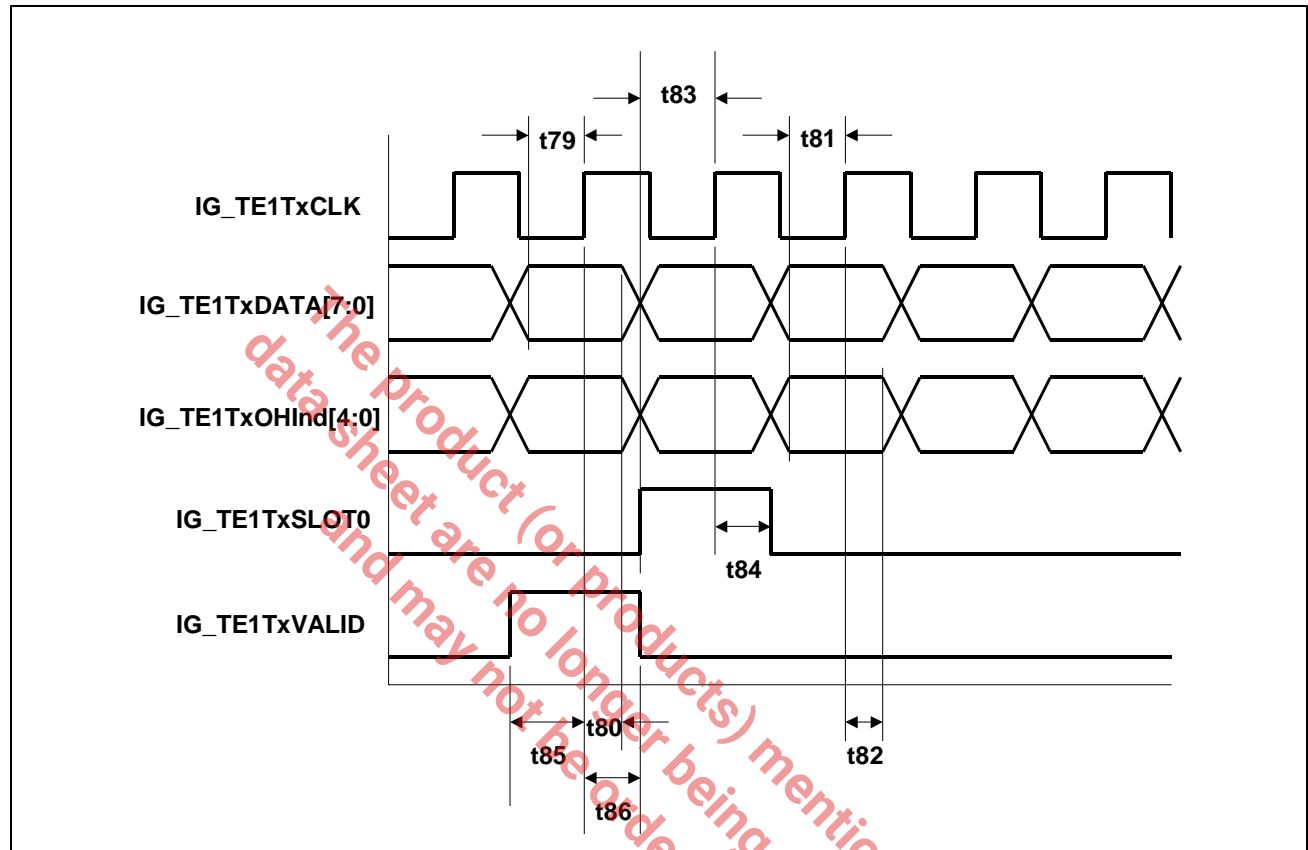 t83
t79
t81
IG_TE1TxCLK
IG_TE1TxDATA[7:0]
IG_TE1TxOHInd[4:0]
IG_TE1TxSLOT0
t84
IG_TE1TxVALID
t80
t85
t82
t86
The product (or products) mentio
data sheet are no longer being
and may not be orde